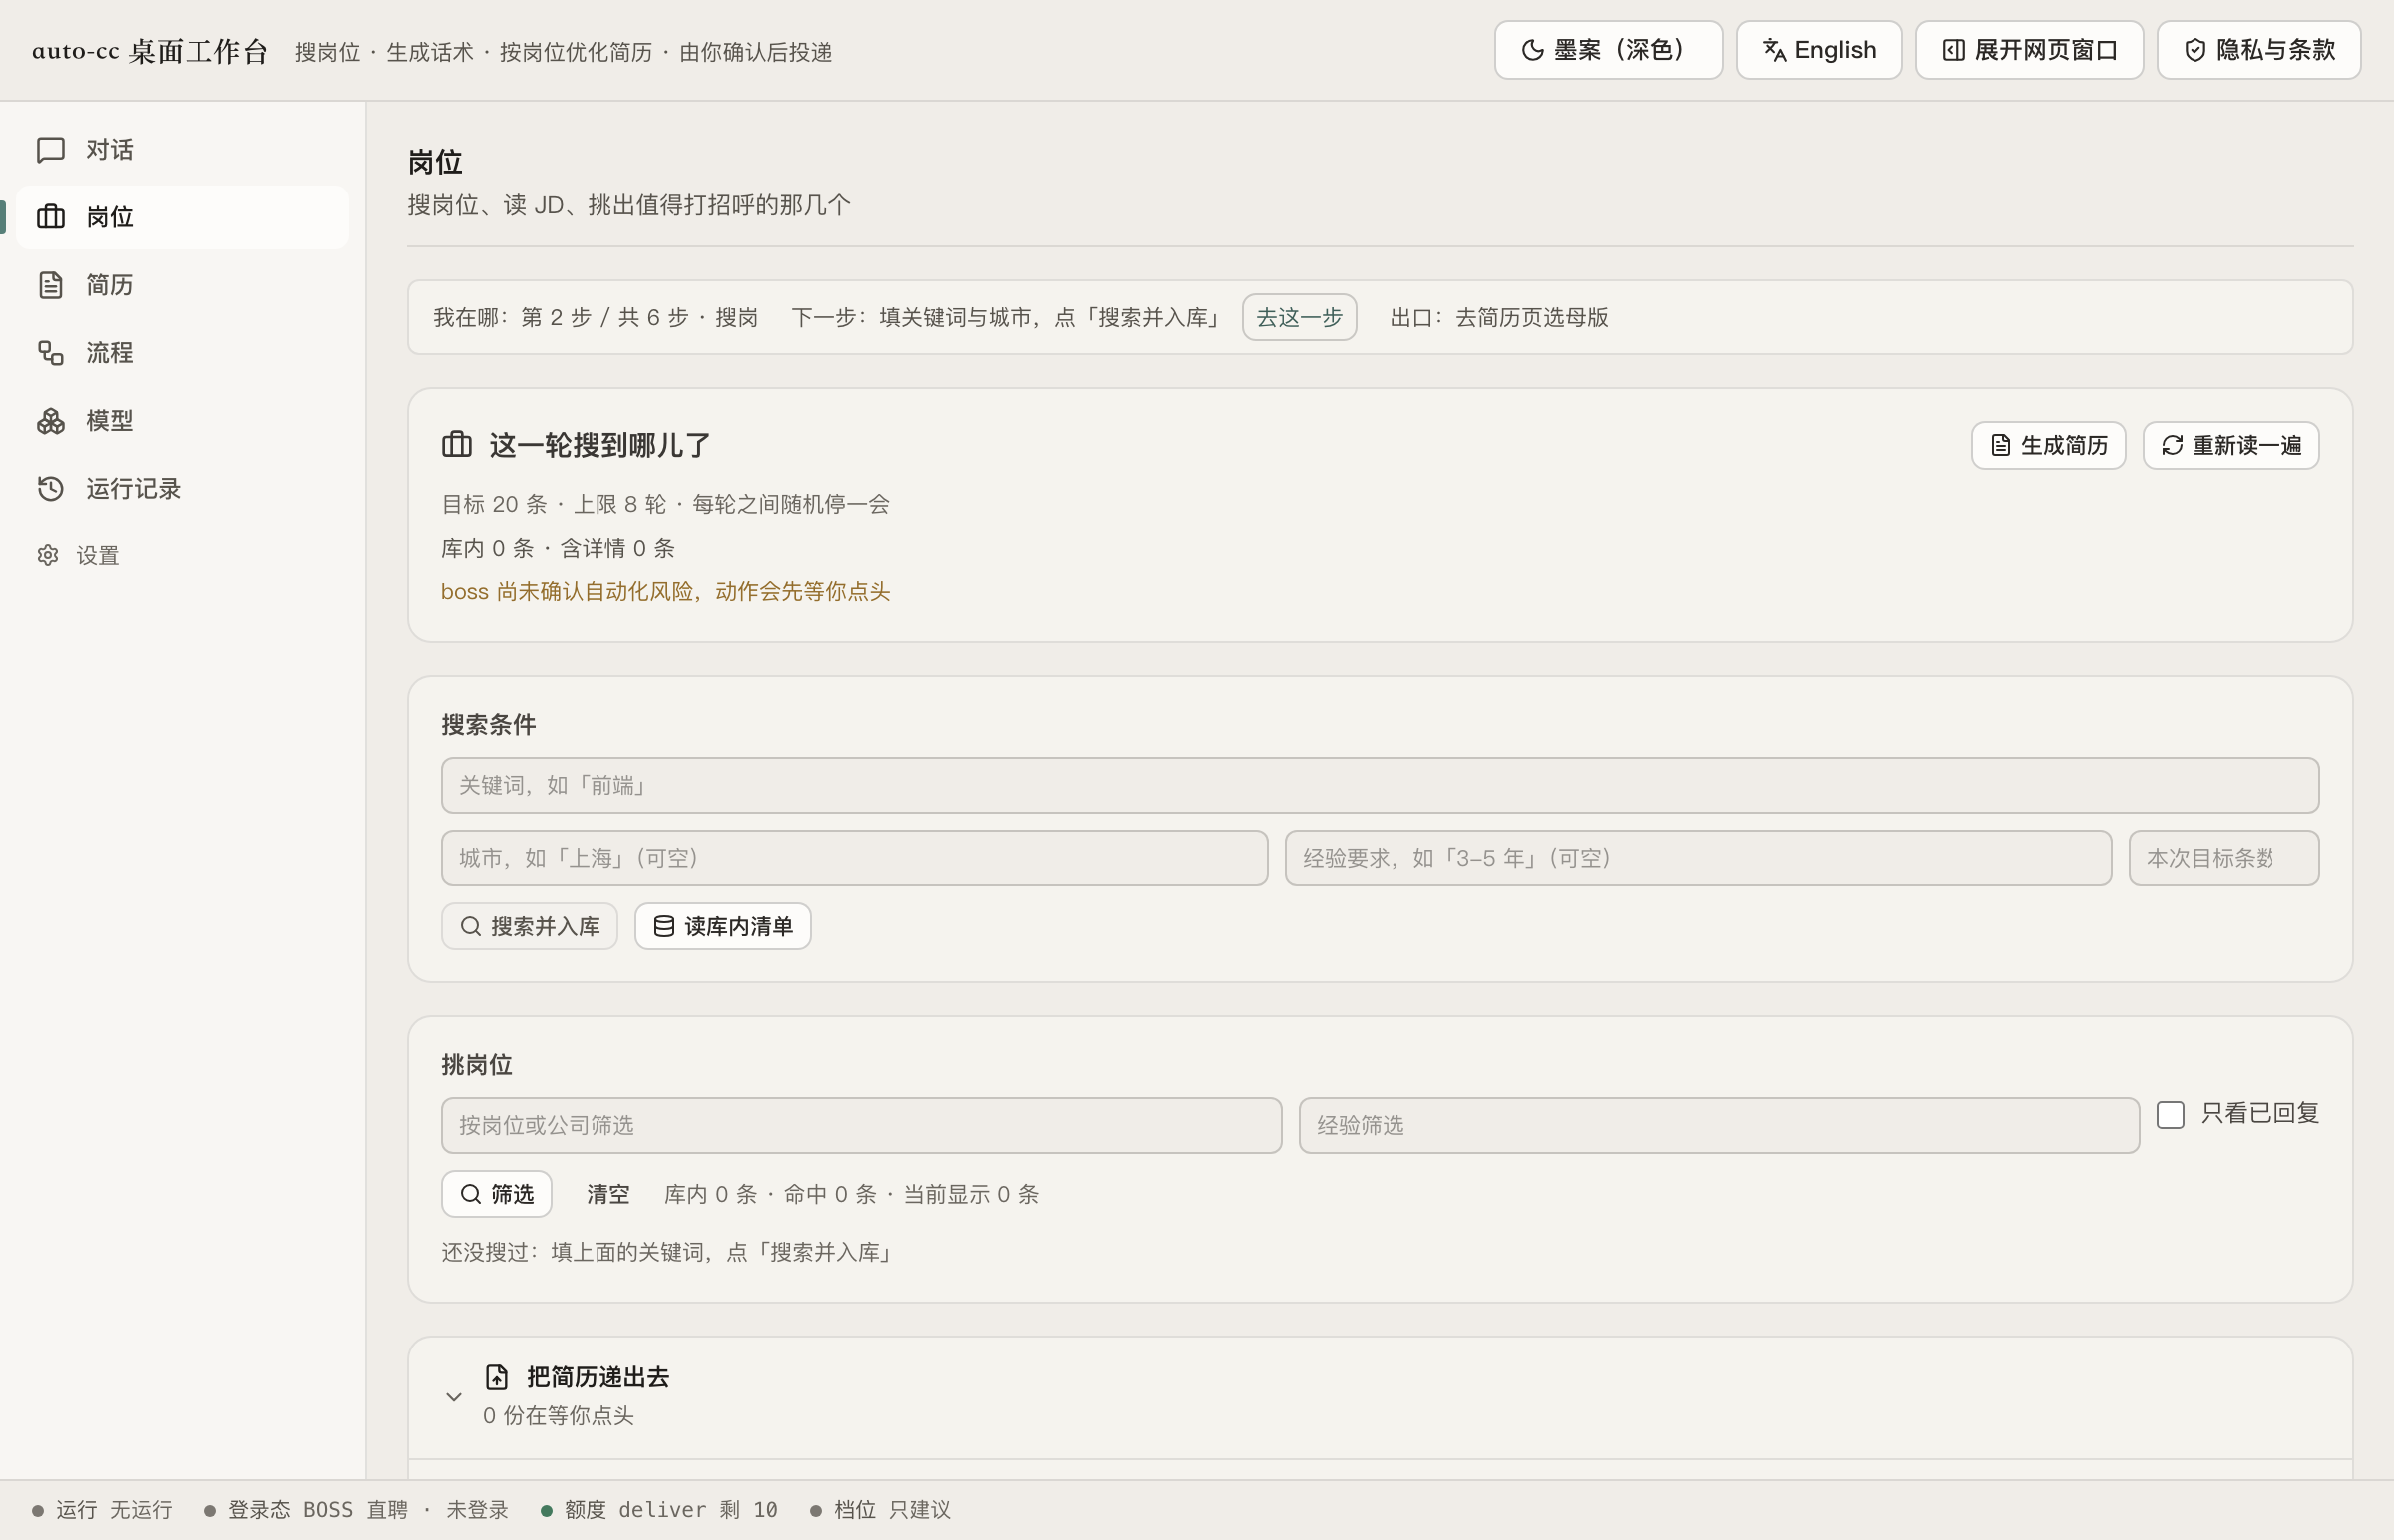 auto-cc 桌面工作台 搜岗位 · 生成话术 · 按岗位优化简历 · 由你确认后投递 墨案（深色） English 展开网页窗口 隐私与条款
对话
岗位
简历
流程
模型
运行记录
设置
岗位
搜岗位、读 JD、挑出值得打招呼的那几个
我在哪：第 2 步 / 共 6 步 · 搜岗 下一步：填关键词与城市，点「搜索并入库」 去这一步 出口：去简历页选母版
这一轮搜到哪儿了 生成简历 重新读一遍
目标 20 条 · 上限 8 轮 · 每轮之间随机停一会
库内 0 条 · 含详情 0 条
boss 尚未确认自动化风险，动作会先等你点头
搜索条件
关键词，如「前端」
城市，如「上海」（可空） 经验要求，如「3–5 年」（可空） 本次目标条数
搜索并入库 读库内清单
挑岗位
按岗位或公司筛选 经验筛选 只看已回复
筛选 清空 库内 0 条 · 命中 0 条 · 当前显示 0 条
还没搜过：填上面的关键词，点「搜索并入库」
把简历递出去
0 份在等你点头
运行 无运行 登录态 BOSS 直聘 · 未登录 额度 deliver 剩 10 档位 只建议